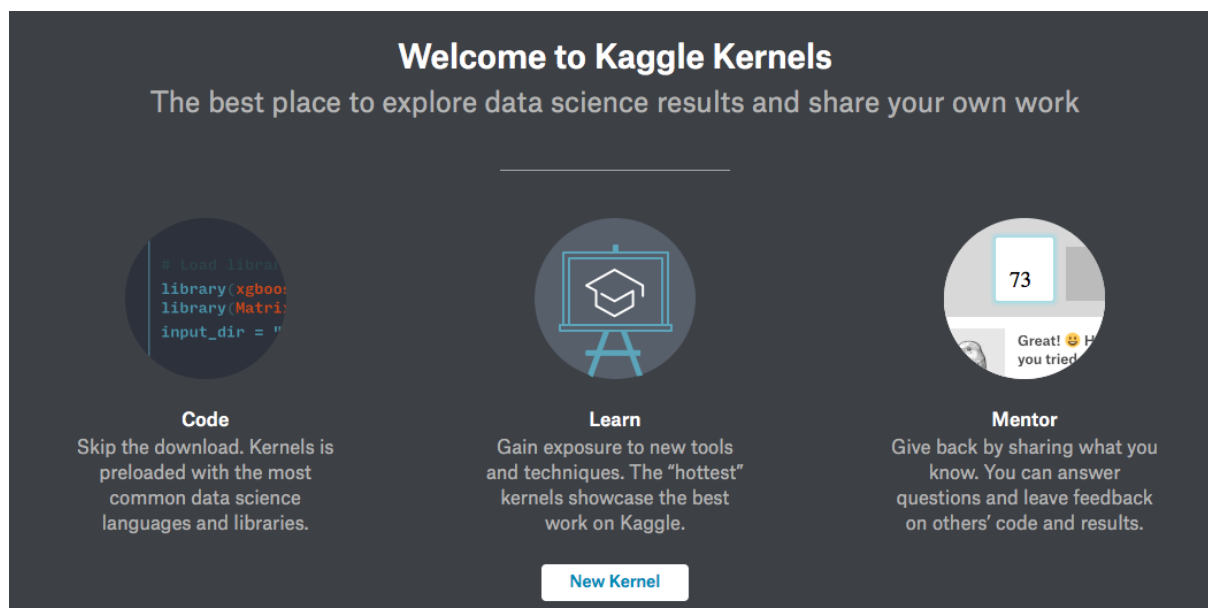 Welcome to Kaggle Kernels
The best place to explore data science results and share your own work
# Load librar
library(xgboos
library(Matrix
input_dir = "
73
Great! 😃 H
you tried
Code
Skip the download. Kernels is
preloaded with the most
common data science
languages and libraries.
Learn
Gain exposure to new tools
and techniques. The “hottest”
kernels showcase the best
work on Kaggle.
Mentor
Give back by sharing what you
know. You can answer
questions and leave feedback
on others’ code and results.
New Kernel